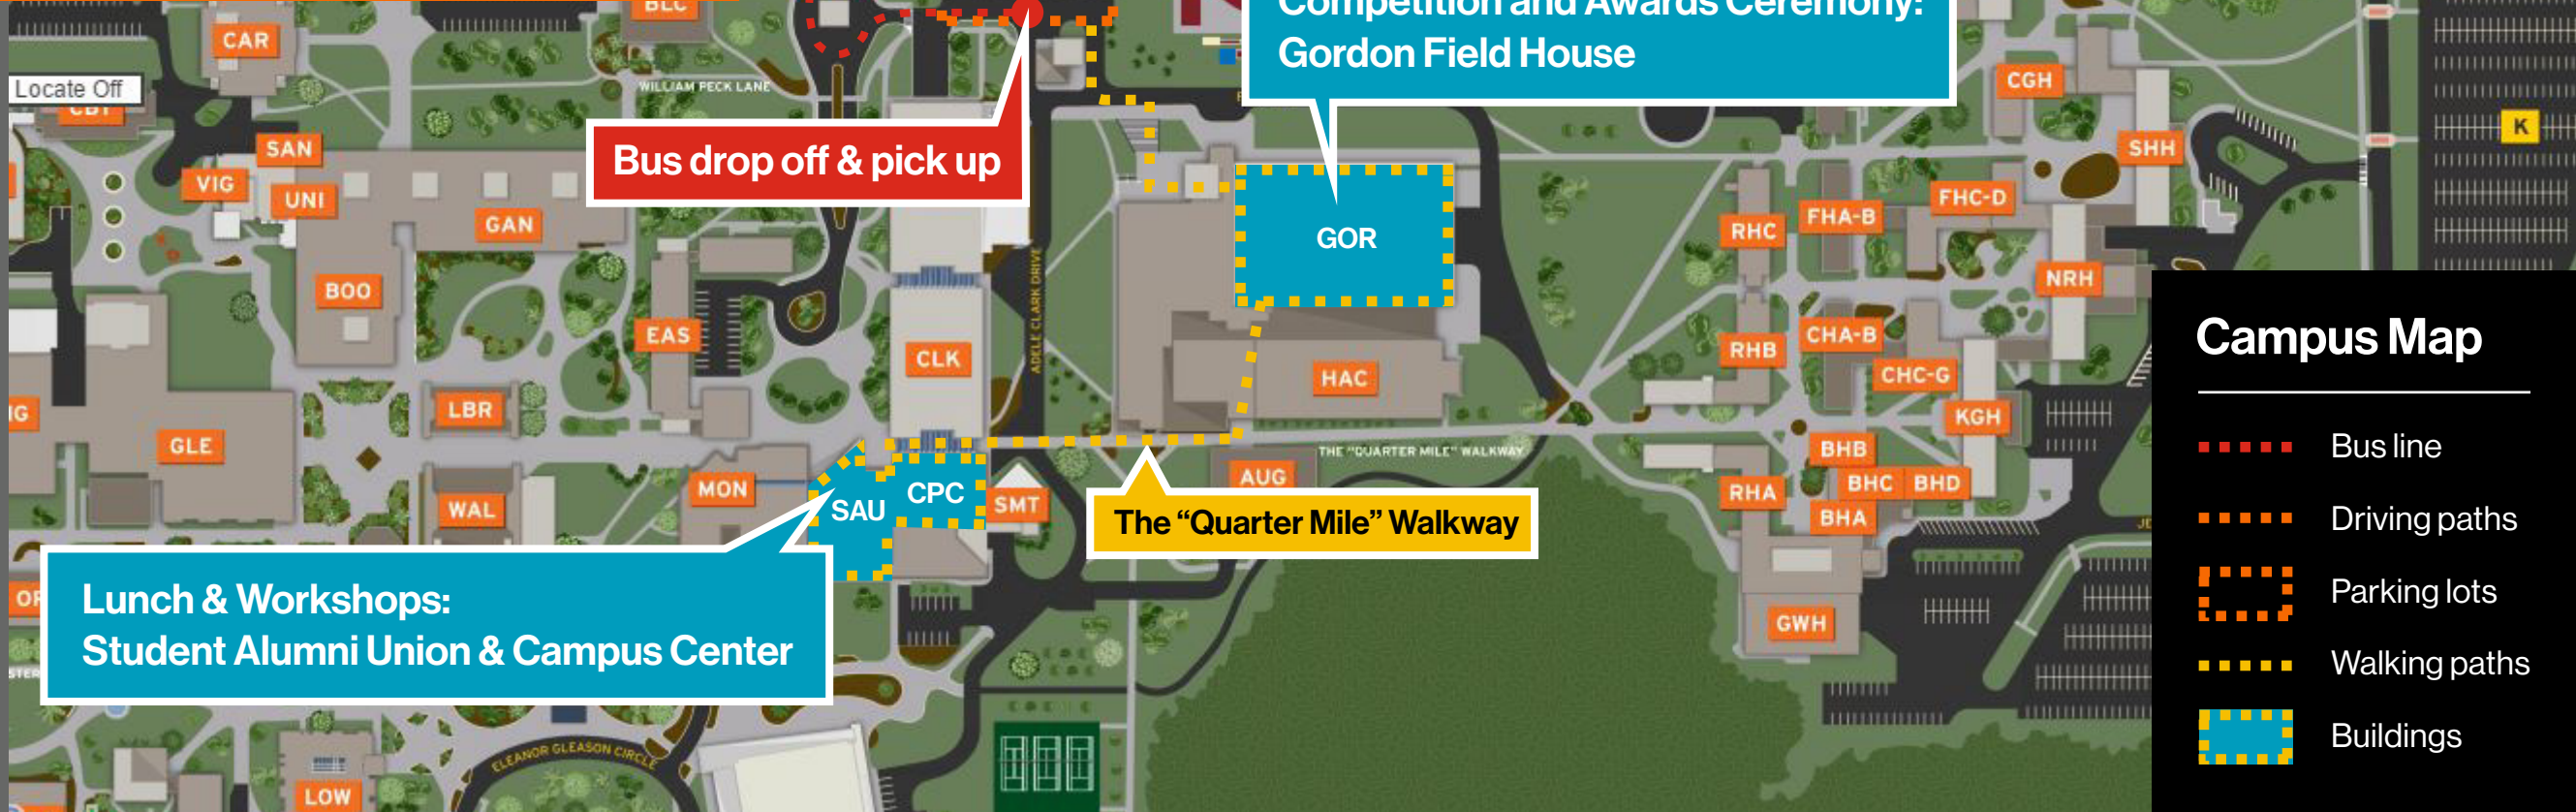 BLC
Competition and Awards Ceremony:
Gordon Field House
CAR
Locate Off
CBT
WILLIAM PECK LANE
CGH
K
SAN
SHH
Bus drop off & pick up
VIG
UNI
GAN
GOR
RHC
FHA-B
FHC-D
BOO
NRH
ADELE CLARK DRIVE
EAS
CLK
HAC
RHB
CHA-B
CHC-G
LBR
KGH
GLE
THE "QUARTER MILE" WALKWAY
BHB
MON
SAU
CPC
SMT
AUG
RHA
BHC
BHD
WAL
BHA
The “Quarter Mile” Walkway
Lunch & Workshops:
Student Alumni Union & Campus Center
GWH
ELEANOR GLEASON CIRCLE
LOW
Campus Map
Bus line
Driving paths
Parking lots
Walking paths
Buildings